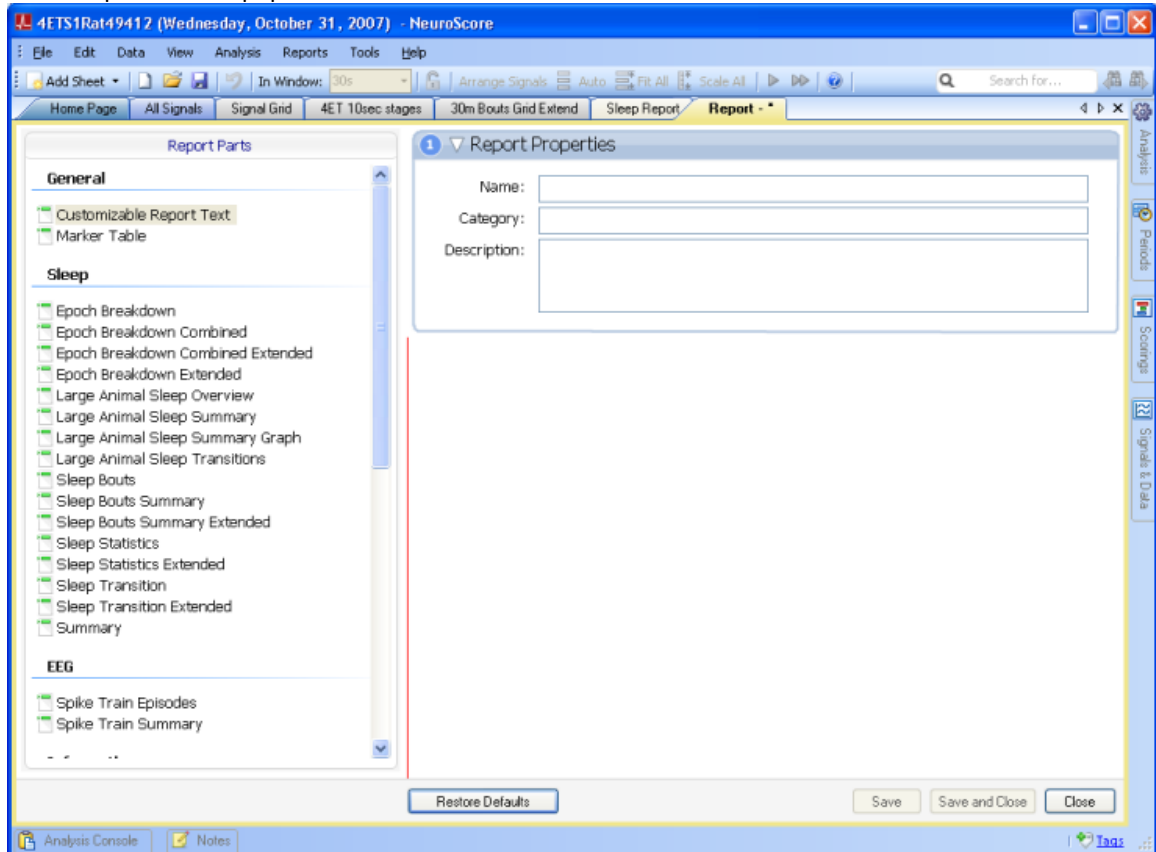 4ETS1Rat49412 (Wednesday, October 31, 2007) - NeuroScore
File Edit Data View Analysis Reports Tools Help
Add Sheet In Window: 30s Arrange Signals Auto Fit All Scale All Search for...
Home Page All Signals Signal Grid 4ET 10sec stages 30m Bouts Grid Extend Sleep Report Report - *
Report Parts
General
Customizable Report Text
Marker Table
Sleep
Epoch Breakdown
Epoch Breakdown Combined
Epoch Breakdown Combined Extended
Epoch Breakdown Extended
Large Animal Sleep Overview
Large Animal Sleep Summary
Large Animal Sleep Summary Graph
Large Animal Sleep Transitions
Sleep Bouts
Sleep Bouts Summary
Sleep Bouts Summary Extended
Sleep Statistics
Sleep Statistics Extended
Sleep Transition
Sleep Transition Extended
Summary
EEG
Spike Train Episodes
Spike Train Summary
1 Report Properties
Name:
Category:
Description:
Analysis
Periods
Scorings
Signals & Data
Restore Defaults Save Save and Close Close
Analysis Console Notes Tags